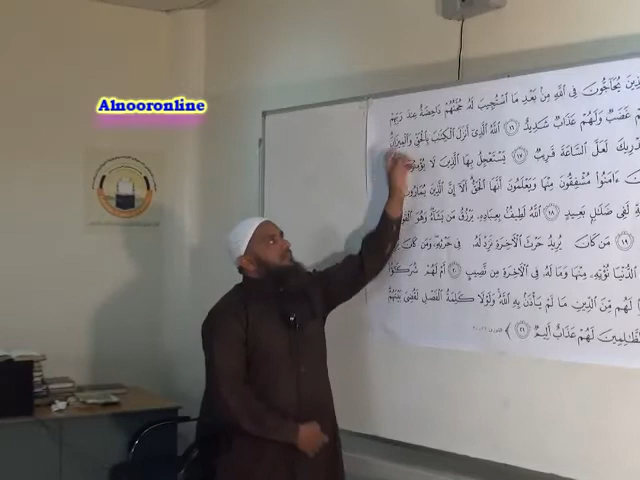 Alnooronline
ذِينَ يُحَآجُّونَ فِى ٱللَّهِ مِنۢ بَعْدِ مَا ٱسْتُجِيبَ لَهُۥ حُجَّتُهُمْ دَاحِضَةٌ عِندَ رَبِّهِمْ
غَضَبٌ وَلَهُمْ عَذَابٌ شَدِيدٌ ١٦ ٱللَّهُ ٱلَّذِىٓ أَنزَلَ ٱلْكِتَٰبَ بِٱلْحَقِّ وَٱلْمِيزَانَ
دْرِيكَ لَعَلَّ ٱلسَّاعَةَ قَرِيبٌ ١٧ يَسْتَعْجِلُ بِهَا ٱلَّذِينَ لَا
ءَامَنُوا۟ مُشْفِقُونَ مِنْهَا وَيَعْلَمُونَ أَنَّهَا ٱلْحَقُّ أَلَآ إِنَّ ٱلَّذِينَ يُمَارُونَ
لَفِى ضَلَٰلٍۭ بَعِيدٍ ١٨ ٱللَّهُ لَطِيفٌۢ بِعِبَادِهِۦ يَرْزُقُ مَن يَشَآءُ وَهُوَ
١٩ مَن كَانَ يُرِيدُ حَرْثَ ٱلْءَاخِرَةِ نَزِدْ لَهُۥ فِى حَرْثِهِۦ وَمَن كَانَ
ٱلدُّنْيَا نُؤْتِهِۦ مِنْهَا وَمَا لَهُۥ فِى ٱلْءَاخِرَةِ مِن نَّصِيبٍ ٢٠ أَمْ لَهُمْ شُرَكَٰٓؤُا۟
لَهُم مِّنَ ٱلدِّينِ مَا لَمْ يَأْذَنۢ بِهِ ٱللَّهُ وَلَوْلَا كَلِمَةُ ٱلْفَصْلِ لَقُضِىَ بَيْنَهُمْ
ٱلظَّٰلِمِينَ لَهُمْ عَذَابٌ أَلِيمٌ ٢١